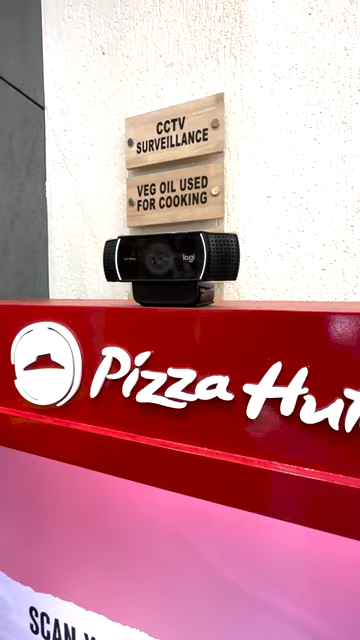 CCTV
SURVEILLANCE
VEG OIL USED
FOR COOKING
logi
Pizza Hut
SCAN